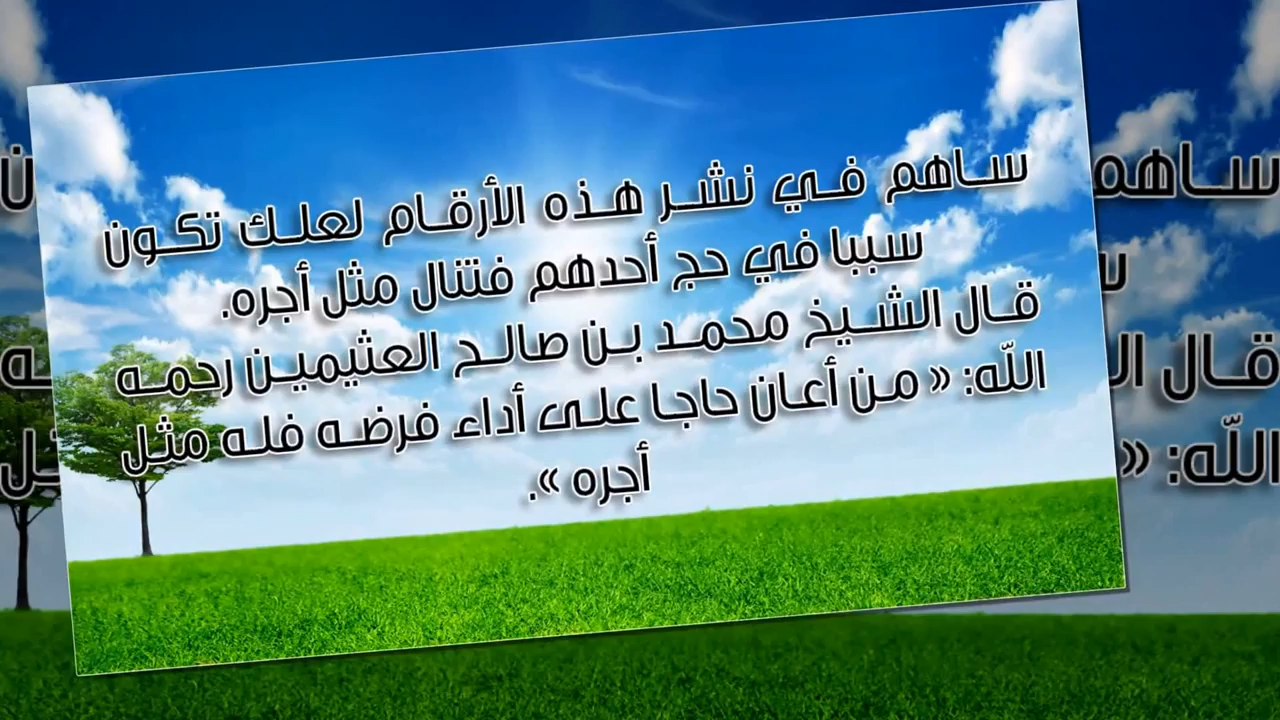 ساهم في نشر هذه الأرقام لعلك تكون
سببا في حج أحدهم فتنال مثل أجره.
قال الشيخ محمد بن صالح العثيمين رحمه
الله: « من أعان حاجا على أداء فرضه فله مثل
أجره ».